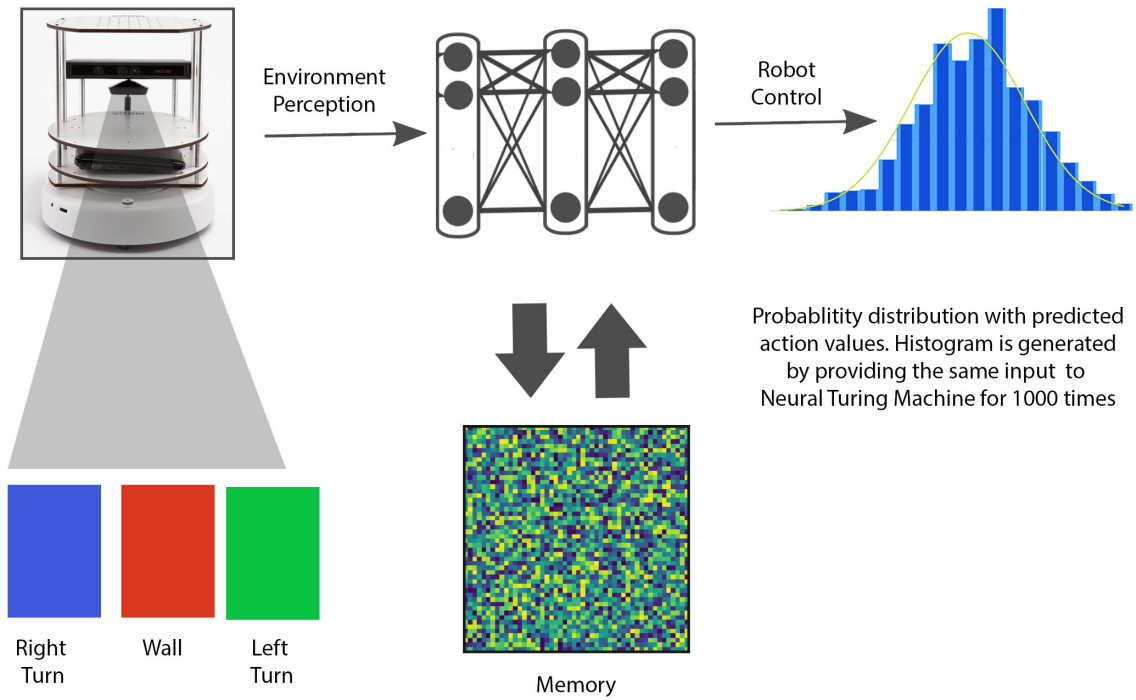 Environment
Perception
Robot
Control
Probablitity distribution with predicted
action values. Histogram is generated
by providing the same input to
Neural Turing Machine for 1000 times
Right
Turn
Wall
Left
Turn
Memory